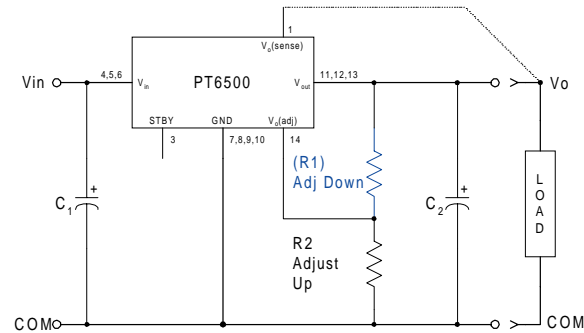 1
Vo(sense)
Vin
4,5,6
Vin
PT6500
Vout
11,12,13
Vo
STBY
GND
Vo(adj)
3
7,8,9,10
14
(R1)
Adj Down
C1
+
C2
+
L
O
A
D
R2
Adjust
Up
COM
COM